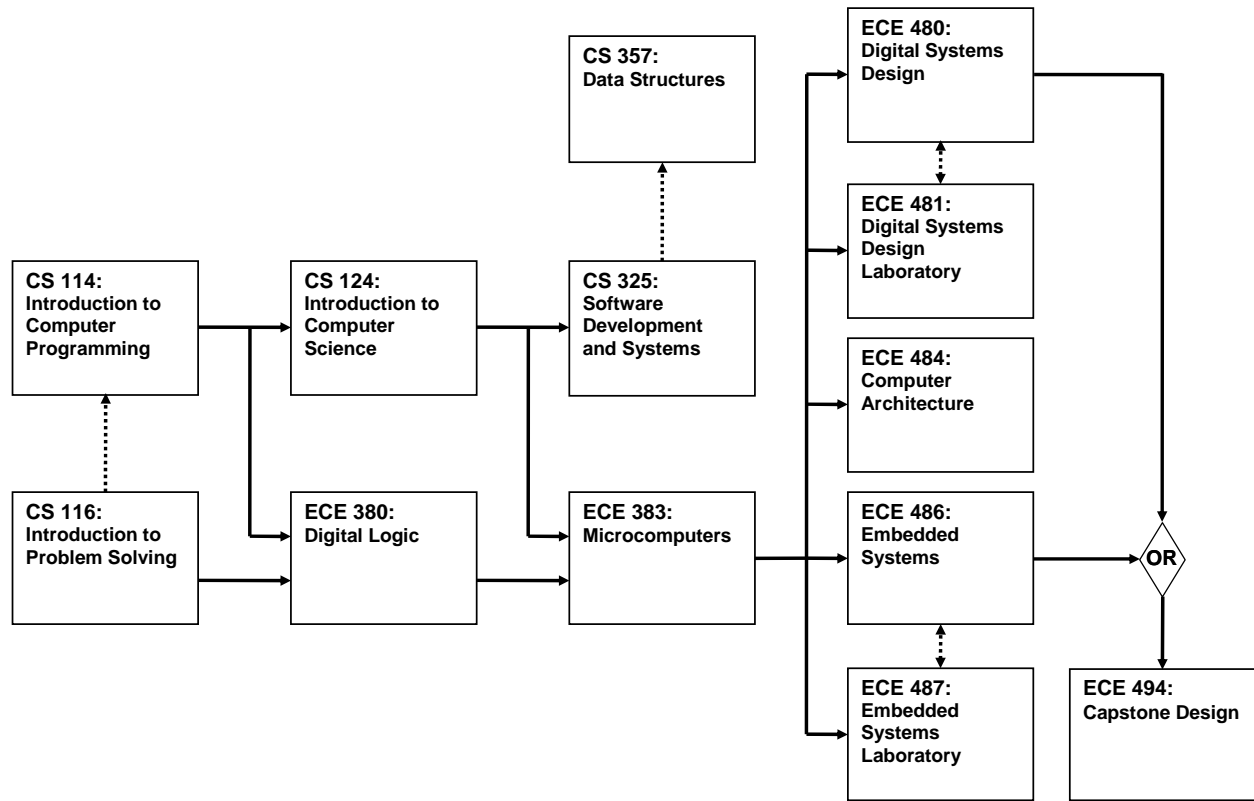 CS 357:
Data Structures
ECE 480:
Digital Systems
Design
ECE 481:
Digital Systems
Design
Laboratory
CS 114:
Introduction to
Computer
Programming
CS 124:
Introduction to
Computer
Science
CS 325:
Software
Development
and Systems
ECE 484:
Computer
Architecture
CS 116:
Introduction to
Problem Solving
ECE 380:
Digital Logic
ECE 383:
Microcomputers
ECE 486:
Embedded
Systems
OR
ECE 487:
Embedded
Systems
Laboratory
ECE 494:
Capstone Design